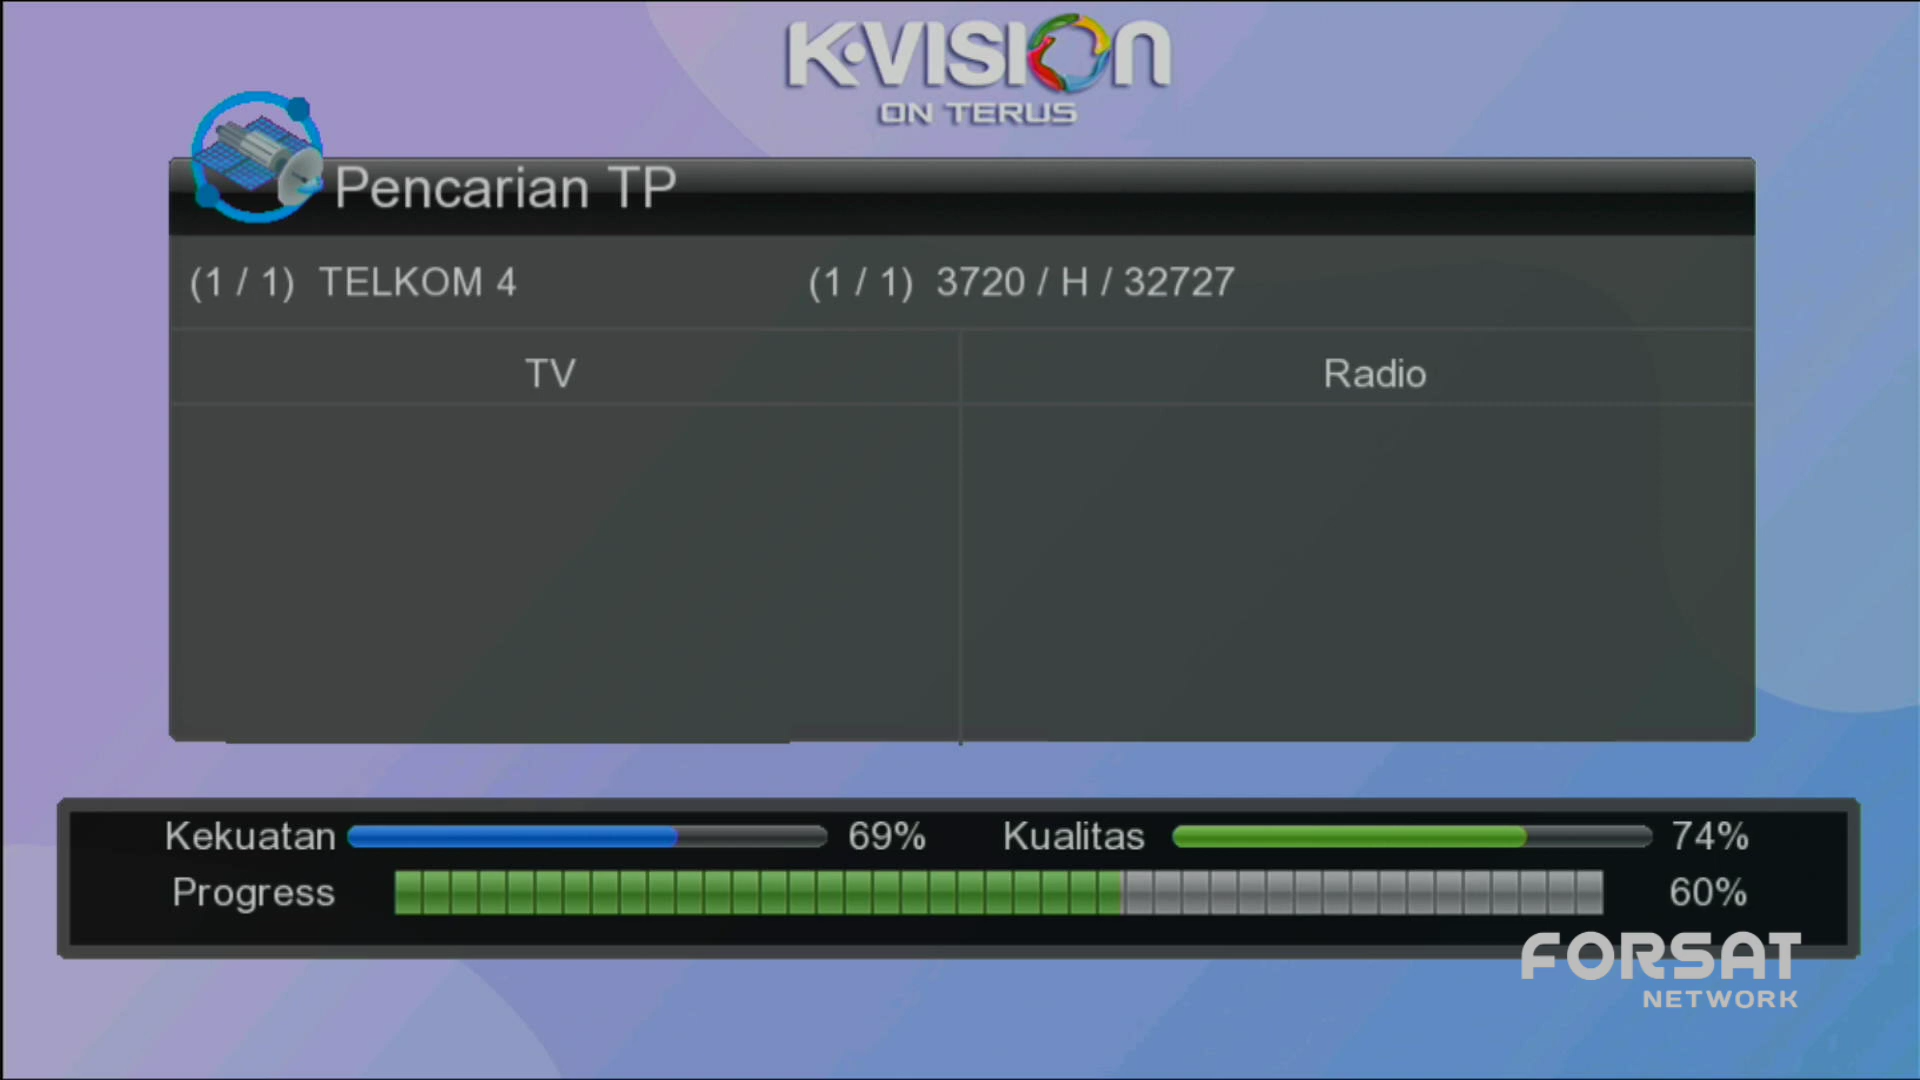 K-VISION
ON TERUS
Pencarian TP
(1 / 1) TELKOM 4 (1 / 1) 3720 / H / 32727
TV Radio
Kekuatan 69% Kualitas 74%
Progress 60%
FORSAT
NETWORK